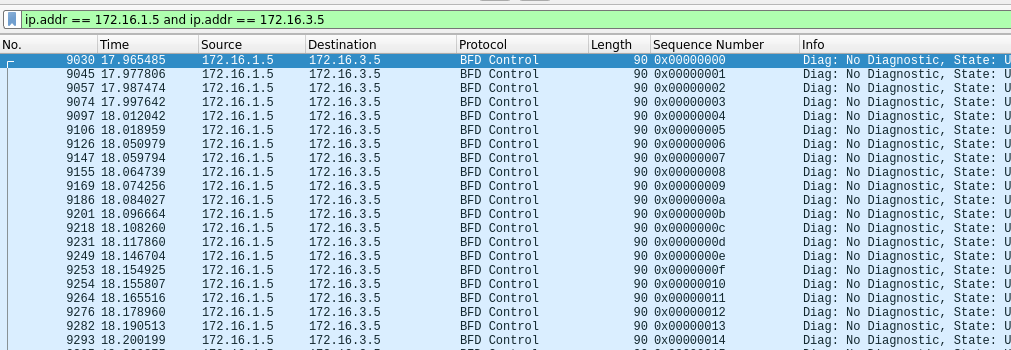 ip.addr == 172.16.1.5 and ip.addr == 172.16.3.5
No. Time Source Destination Protocol Length Sequence Number Info
9030 17.965485 172.16.1.5 172.16.3.5 BFD Control 90 0x00000000 Diag: No Diagnostic, State: U
9045 17.977806 172.16.1.5 172.16.3.5 BFD Control 90 0x00000001 Diag: No Diagnostic, State: U
9057 17.987474 172.16.1.5 172.16.3.5 BFD Control 90 0x00000002 Diag: No Diagnostic, State: U
9074 17.997642 172.16.1.5 172.16.3.5 BFD Control 90 0x00000003 Diag: No Diagnostic, State: U
9097 18.012042 172.16.1.5 172.16.3.5 BFD Control 90 0x00000004 Diag: No Diagnostic, State: U
9106 18.018959 172.16.1.5 172.16.3.5 BFD Control 90 0x00000005 Diag: No Diagnostic, State: U
9126 18.050979 172.16.1.5 172.16.3.5 BFD Control 90 0x00000006 Diag: No Diagnostic, State: U
9147 18.059794 172.16.1.5 172.16.3.5 BFD Control 90 0x00000007 Diag: No Diagnostic, State: U
9155 18.064739 172.16.1.5 172.16.3.5 BFD Control 90 0x00000008 Diag: No Diagnostic, State: U
9169 18.074256 172.16.1.5 172.16.3.5 BFD Control 90 0x00000009 Diag: No Diagnostic, State: U
9186 18.084027 172.16.1.5 172.16.3.5 BFD Control 90 0x0000000a Diag: No Diagnostic, State: U
9201 18.096664 172.16.1.5 172.16.3.5 BFD Control 90 0x0000000b Diag: No Diagnostic, State: U
9218 18.108260 172.16.1.5 172.16.3.5 BFD Control 90 0x0000000c Diag: No Diagnostic, State: U
9231 18.117860 172.16.1.5 172.16.3.5 BFD Control 90 0x0000000d Diag: No Diagnostic, State: U
9249 18.146704 172.16.1.5 172.16.3.5 BFD Control 90 0x0000000e Diag: No Diagnostic, State: U
9253 18.154925 172.16.1.5 172.16.3.5 BFD Control 90 0x0000000f Diag: No Diagnostic, State: U
9254 18.155807 172.16.1.5 172.16.3.5 BFD Control 90 0x00000010 Diag: No Diagnostic, State: U
9264 18.165516 172.16.1.5 172.16.3.5 BFD Control 90 0x00000011 Diag: No Diagnostic, State: U
9276 18.178960 172.16.1.5 172.16.3.5 BFD Control 90 0x00000012 Diag: No Diagnostic, State: U
9282 18.190513 172.16.1.5 172.16.3.5 BFD Control 90 0x00000013 Diag: No Diagnostic, State: U
9293 18.200199 172.16.1.5 172.16.3.5 BFD Control 90 0x00000014 Diag: No Diagnostic, State: U